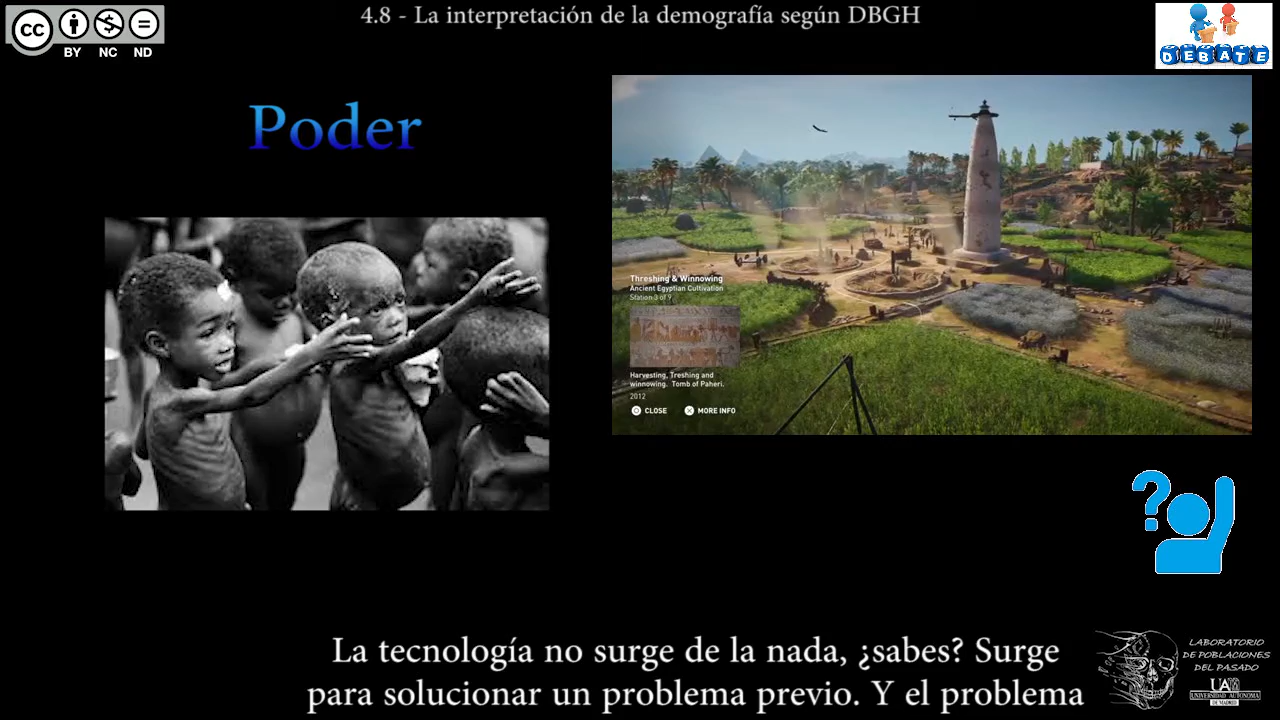 4.8 - La interpretación de la demografía según DBGH
BY NC ND
DEBATE
Poder
Threshing & Winnowing
Ancient Egyptian Cultivation
Station 3 of 9
Harvesting, Treshing and
winnowing. Tomb of Paheri.
2012
CLOSE MORE INFO
La tecnología no surge de la nada, ¿sabes? Surge
para solucionar un problema previo. Y el problema
LABORATORIO
DE POBLACIONES
DEL PASADO
UAM
UNIVERSIDAD AUTONOMA
DE MADRID